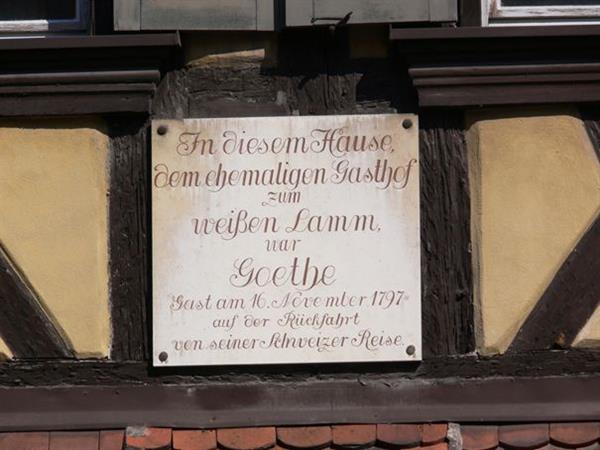 In diesem Hause,
dem ehemaligen Gasthof
zum
weißen Lamm,
war
Goethe
Gast am 16. November 1797
auf der Rückfahrt
von seiner Schweizer Reise.